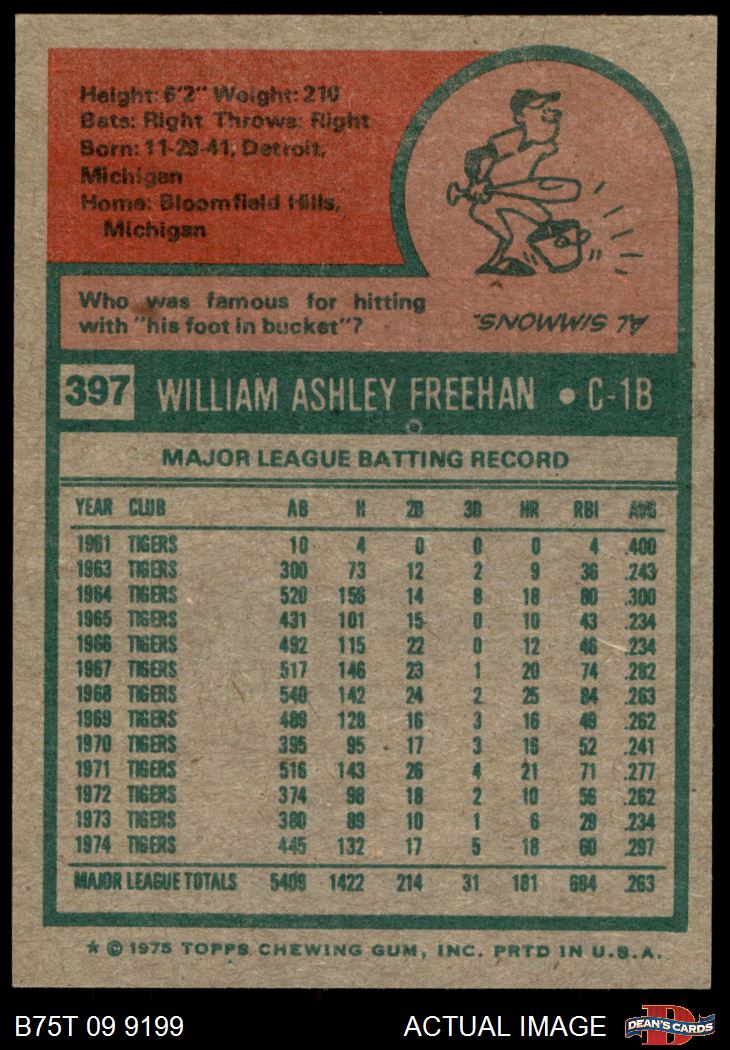 Height: 6'2" Weight: 210
Bats: Right Throws: Right
Born: 11-29-41, Detroit,
Michigan
Home: Bloomfield Hills,
Michigan
Who was famous for hitting
with "his foot in bucket"?
AL SIMMONS.
397 WILLIAM ASHLEY FREEHAN • C-1B
MAJOR LEAGUE BATTING RECORD
YEAR CLUB AB H 2B 3B HR RBI AVG
1961 TIGERS 10 4 0 0 0 4 .400
1963 TIGERS 300 73 12 2 9 36 .243
1964 TIGERS 520 156 14 8 18 80 .300
1965 TIGERS 431 101 15 0 10 43 .234
1966 TIGERS 492 115 22 0 12 46 .234
1967 TIGERS 517 146 23 1 20 74 .282
1968 TIGERS 540 142 24 2 25 84 .263
1969 TIGERS 489 128 16 3 16 49 .262
1970 TIGERS 395 95 17 3 16 52 .241
1971 TIGERS 516 143 26 4 21 71 .277
1972 TIGERS 374 98 18 2 10 56 .262
1973 TIGERS 380 89 10 1 6 29 .234
1974 TIGERS 445 132 17 5 18 60 .297
MAJOR LEAGUE TOTALS 5409 1422 214 31 181 684 .263
* © 1975 TOPPS CHEWING GUM, INC. PRTD IN U.S.A.
B75T 09 9199 ACTUAL IMAGE
D
DEAN'S CARDS